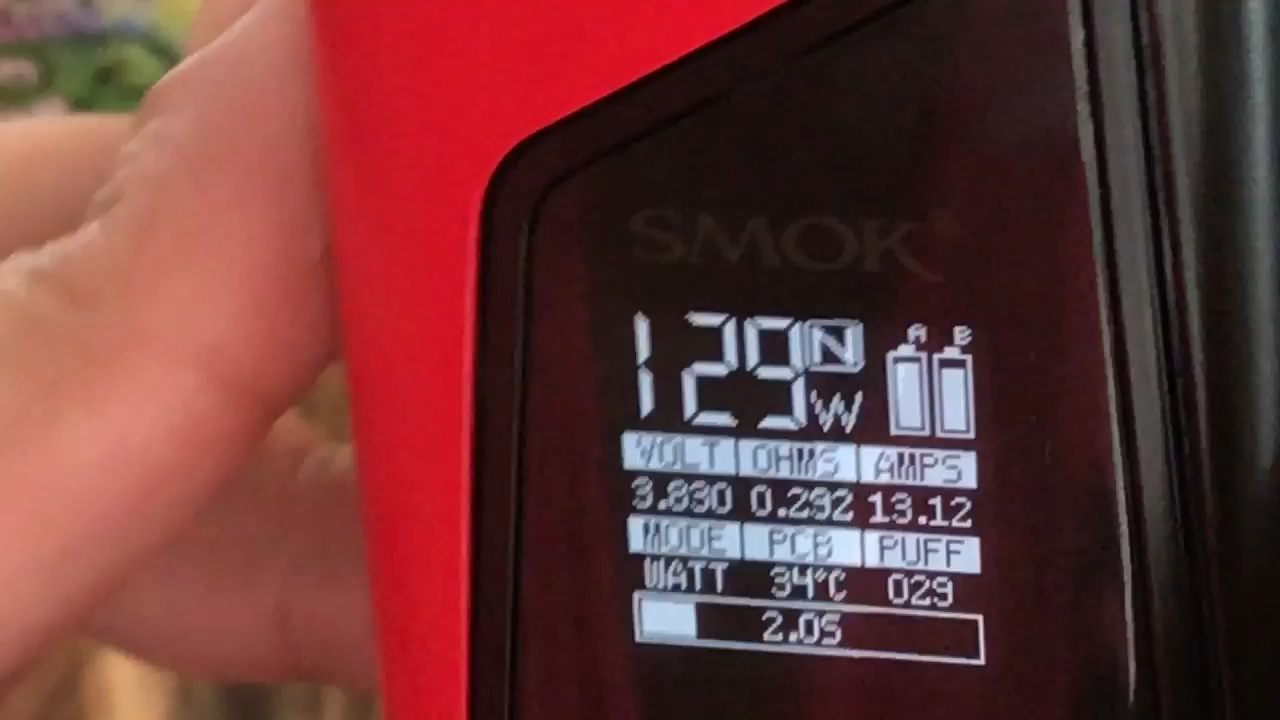 SMOK
129 N W A B
VOLT OHMS AMPS
3.830 0.292 13.12
MODE PCB PUFF
WATT 34°C 029
2.0S